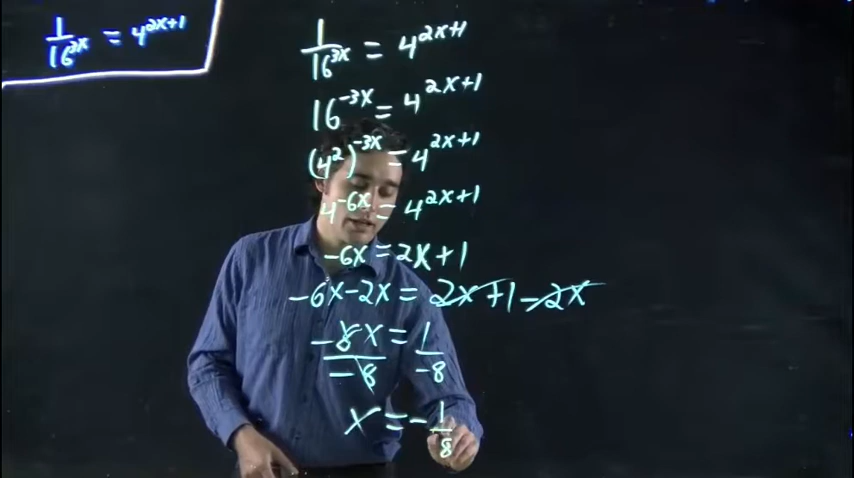 1/16^3x = 4^2x+1
1/16^3x = 4^2x+1
16^-3x = 4^2x+1
(4^2)^-3x = 4^2x+1
4^-6x = 4^2x+1
-6x = 2x+1
-6x-2x = 2x+1-2x
-8x/-8 = 1/-8
x = -1/8